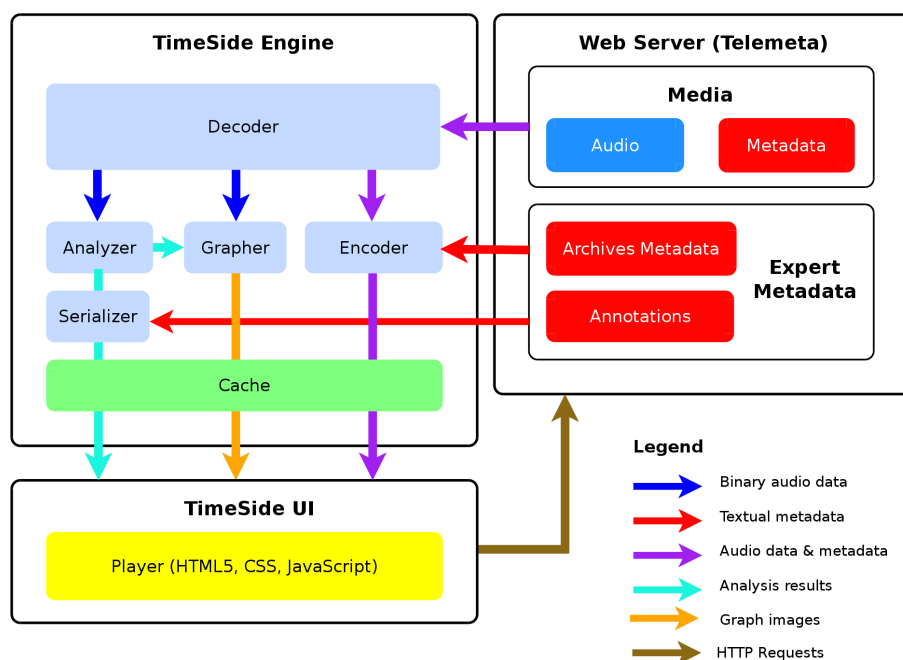 TimeSide Engine
Decoder
Analyzer
Grapher
Encoder
Serializer
Cache
Web Server (Telemeta)
Media
Audio
Metadata
Archives Metadata
Annotations
Expert
Metadata
TimeSide UI
Player (HTML5, CSS, JavaScript)
Legend
Binary audio data
Textual metadata
Audio data & metadata
Analysis results
Graph images
HTTP Requests